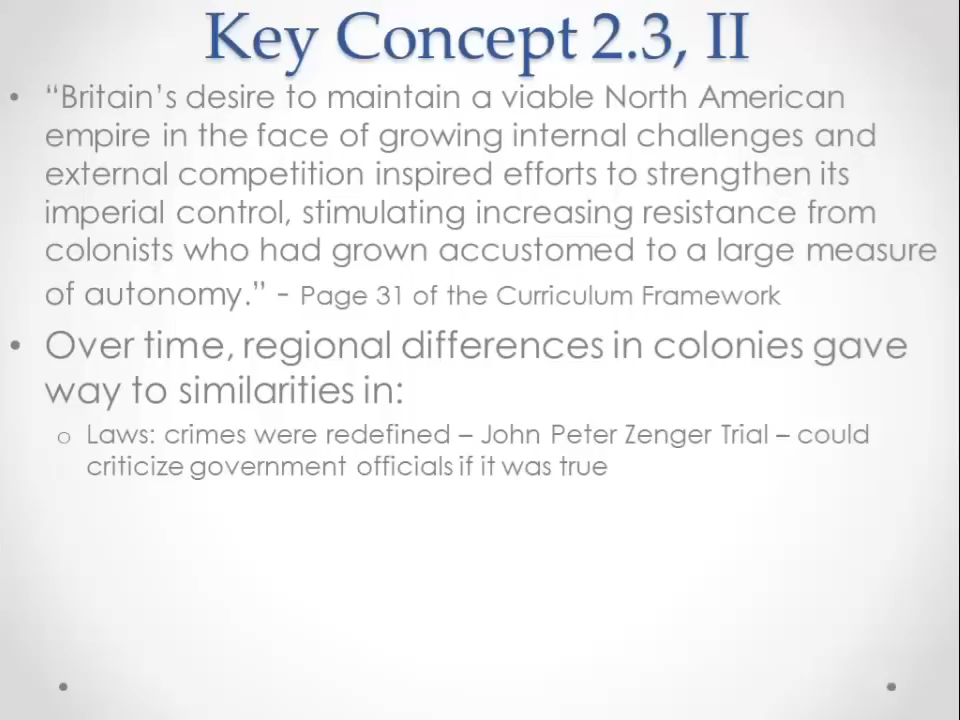 Key Concept 2.3, II
• “Britain’s desire to maintain a viable North American
empire in the face of growing internal challenges and
external competition inspired efforts to strengthen its
imperial control, stimulating increasing resistance from
colonists who had grown accustomed to a large measure
of autonomy.” - Page 31 of the Curriculum Framework
• Over time, regional differences in colonies gave
way to similarities in:
o Laws: crimes were redefined – John Peter Zenger Trial – could
criticize government officials if it was true